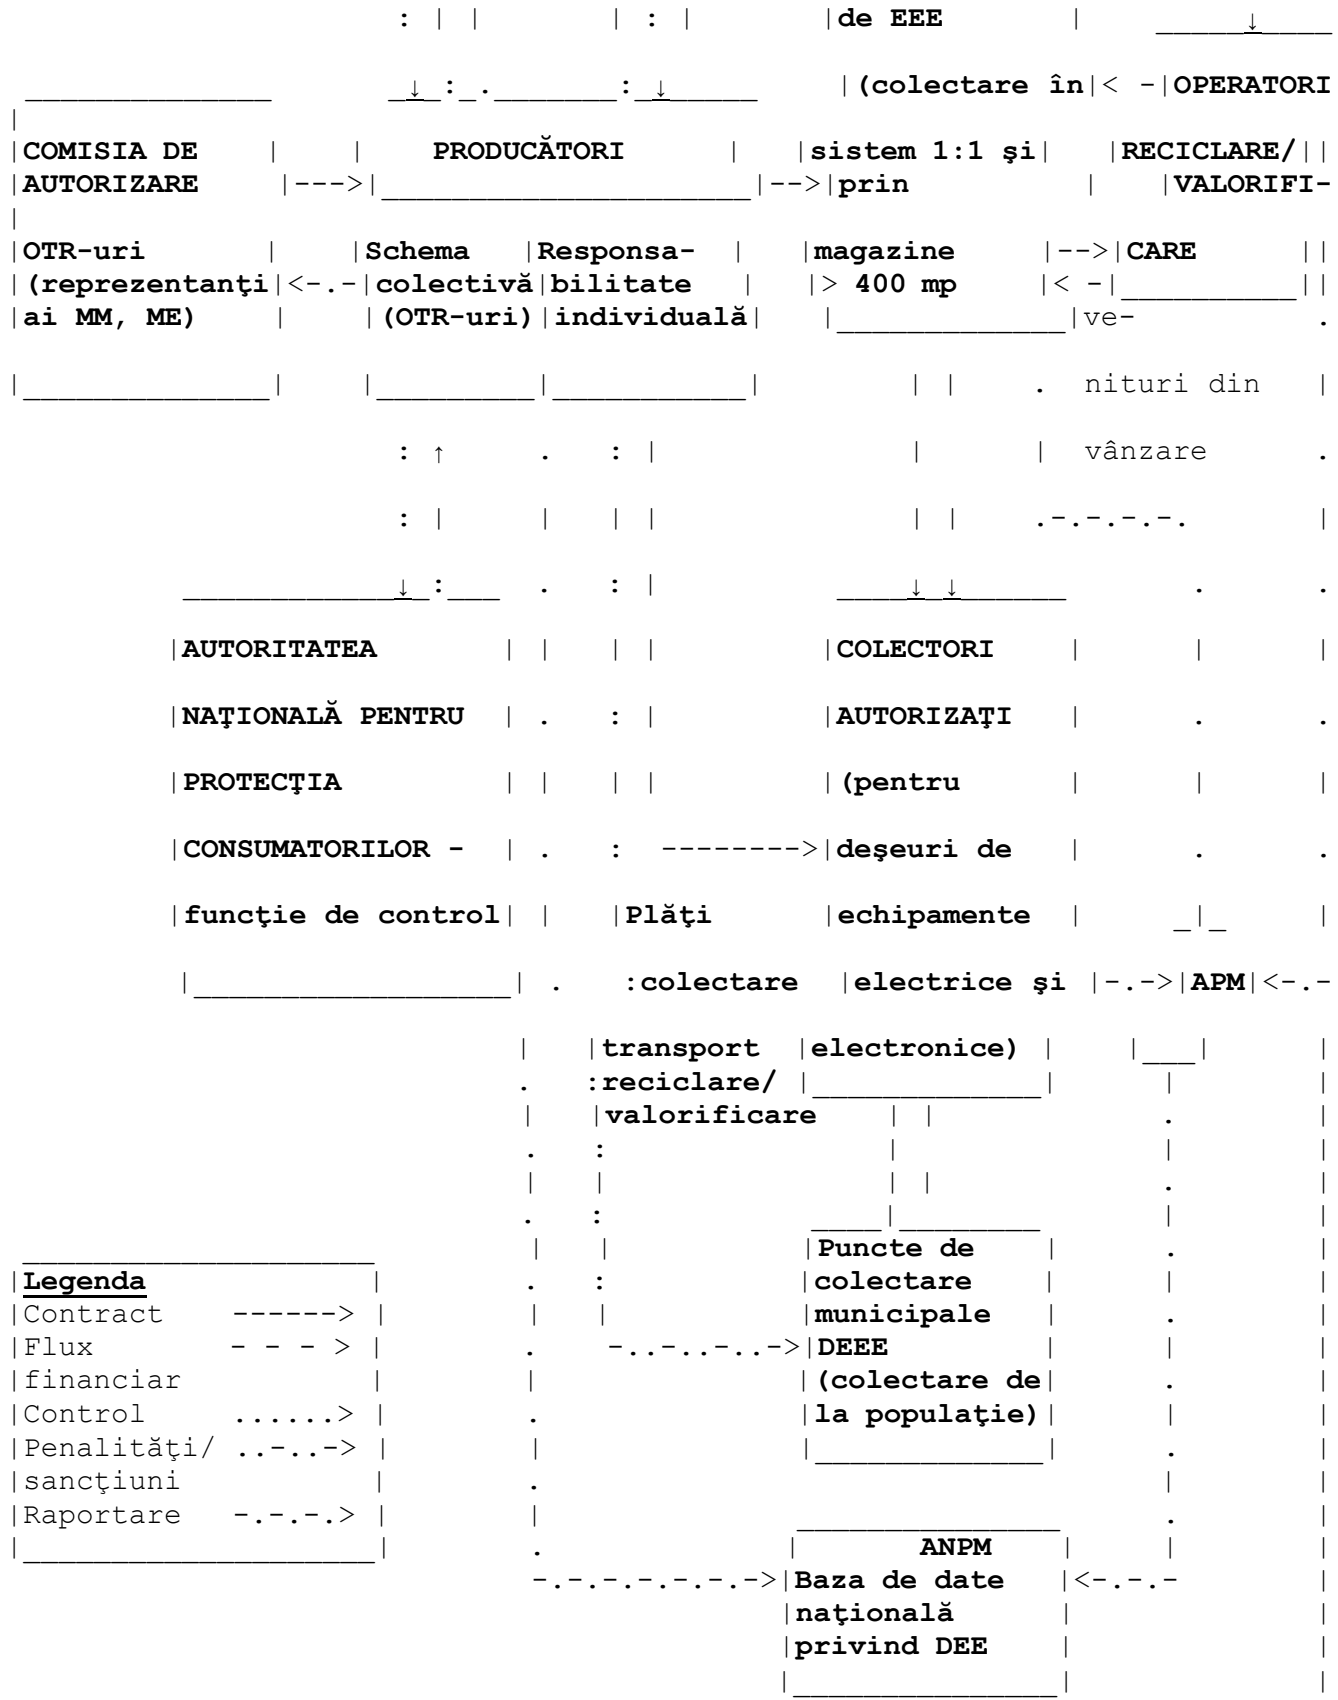 de EEE
(colectare în OPERATORI
COMISIA DE PRODUCĂTORI sistem 1:1 şi RECICLARE/
AUTORIZARE prin VALORIFI-
OTR-uri Schema Responsa- magazine CARE
(reprezentanţi colectivă bilitate > 400 mp
ai MM, ME) (OTR-uri) individuală ve-
nituri din
vânzare
AUTORITATEA COLECTORI
NAŢIONALĂ PENTRU AUTORIZAŢI
PROTECŢIA (pentru
CONSUMATORILOR - deşeuri de
funcţie de control Plăţi echipamente
colectare electrice şi APM
transport electronice)
reciclare/
valorificare
Puncte de
Legenda colectare
Contract ------> municipale
Flux - - - > DEEE
financiar (colectare de
Control ......> la populaţie)
Penalităţi/ ..-..->
sancţiuni
Raportare -.-.-.>
ANPM
Baza de date
naţională
privind DEE